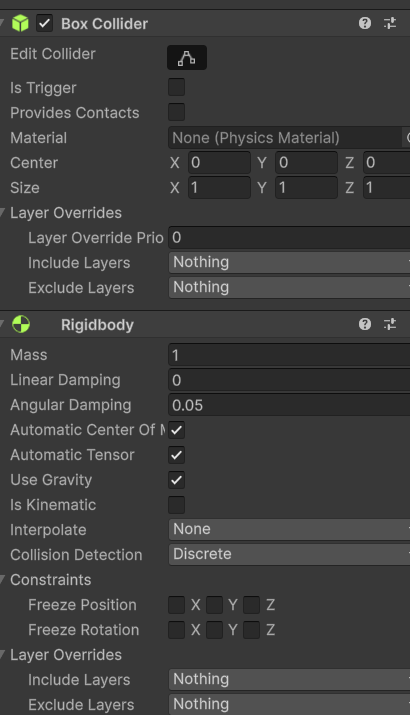 Box Collider
Edit Collider
Is Trigger
Provides Contacts
Material None (Physics Material)
Center X 0 Y 0 Z 0
Size X 1 Y 1 Z 1
Layer Overrides
Layer Override Prio 0
Include Layers Nothing
Exclude Layers Nothing
Rigidbody
Mass 1
Linear Damping 0
Angular Damping 0.05
Automatic Center Of M
Automatic Tensor
Use Gravity
Is Kinematic
Interpolate None
Collision Detection Discrete
Constraints
Freeze Position X Y Z
Freeze Rotation X Y Z
Layer Overrides
Include Layers Nothing
Exclude Layers Nothing